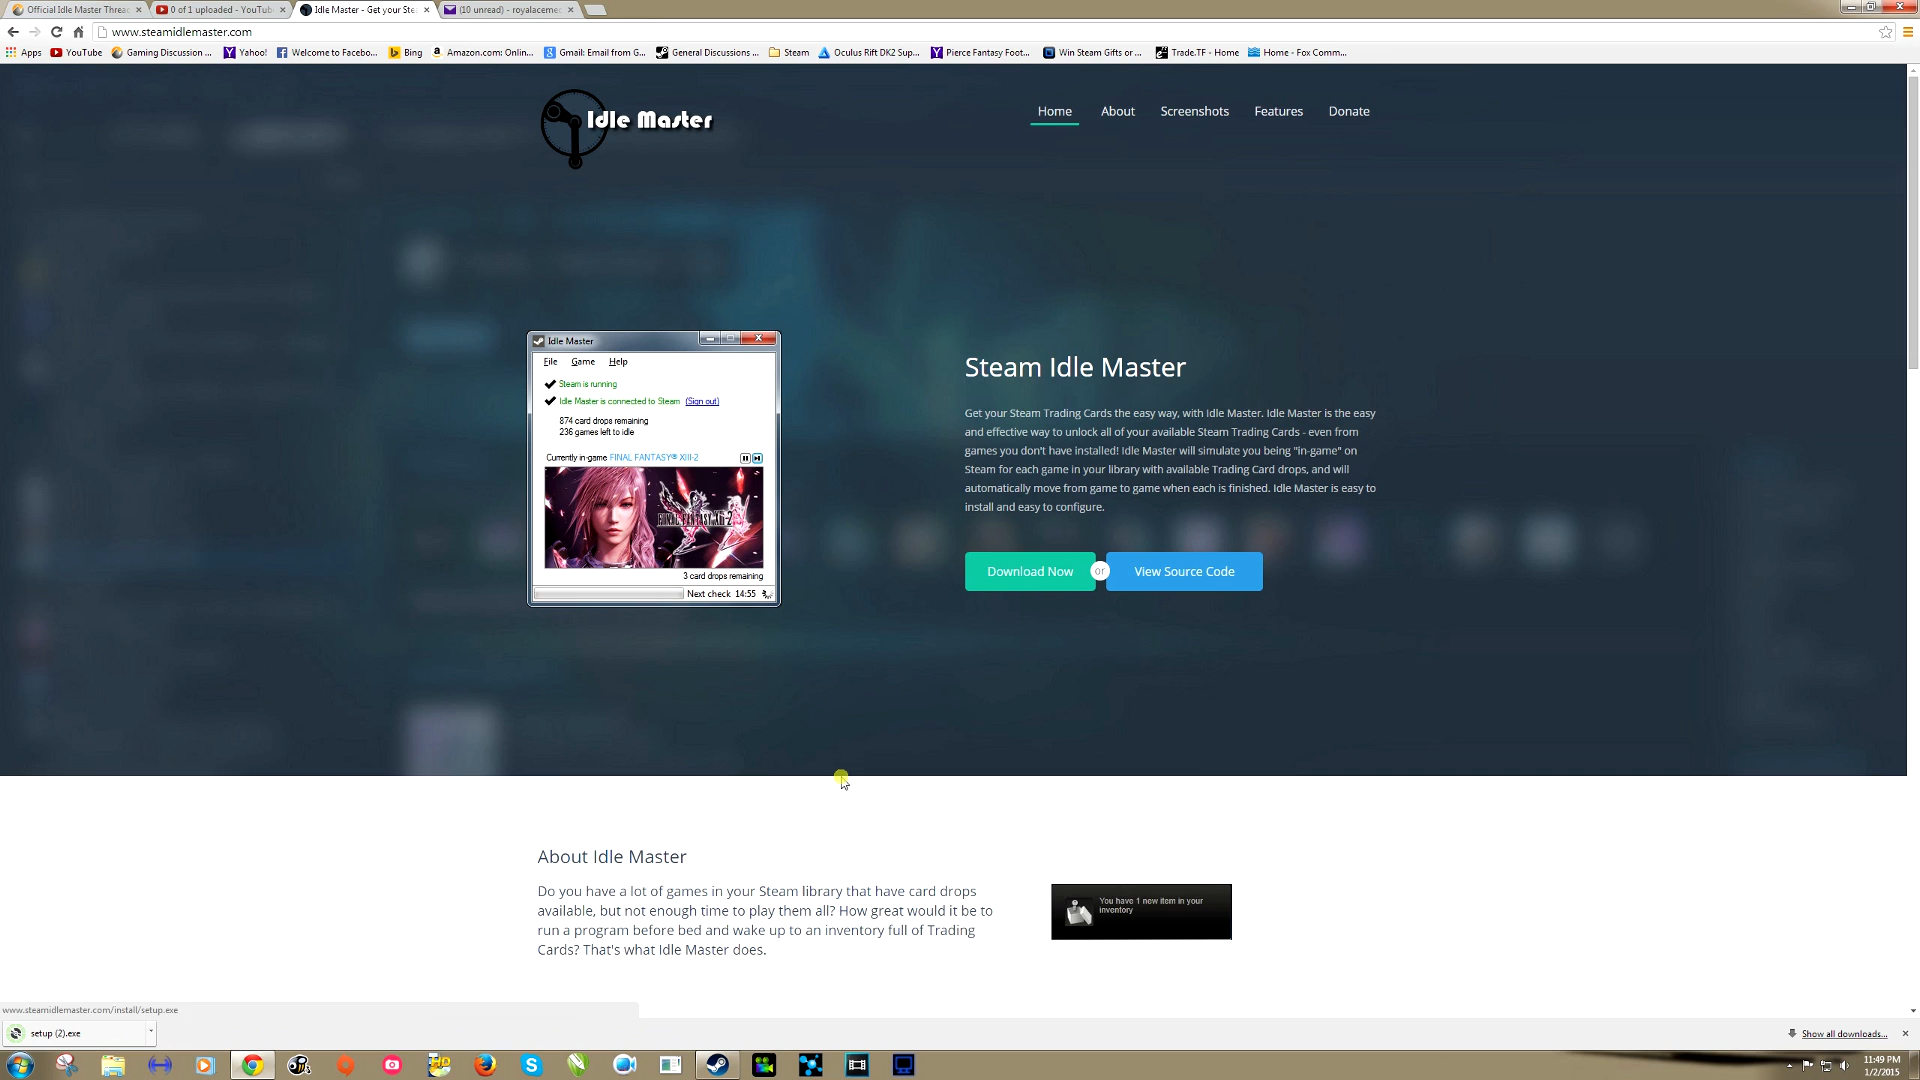 Official Idle Master Threa
0 of 1 uploaded - YouTub
Idle Master - Get your Ste
(10 unread) - royalaceme
www.steamidlemaster.com
Apps
YouTube
Gaming Discussion ...
Yahoo!
Welcome to Facebo...
Bing
Amazon.com: Onlin...
Gmail: Email from G...
General Discussions ...
Steam
Oculus Rift DK2 Sup...
Pierce Fantasy Foot...
Win Steam Gifts or ...
Trade.TF - Home
Home - Fox Comm...
Idle Master
Home
About
Screenshots
Features
Donate
Idle Master
File Game Help
Steam is running
Idle Master is connected to Steam (Sign out)
874 card drops remaining
236 games left to idle
Currently in-game FINAL FANTASY® XIII-2
FINAL FANTASY XIII-2
3 card drops remaining
Next check 14:55
Steam Idle Master
Get your Steam Trading Cards the easy way, with Idle Master. Idle Master is the easy
and effective way to unlock all of your available Steam Trading Cards - even from
games you don't have installed! Idle Master will simulate you being "in-game" on
Steam for each game in your library with available Trading Card drops, and will
automatically move from game to game when each is finished. Idle Master is easy to
install and easy to configure.
Download Now
or
View Source Code
About Idle Master
Do you have a lot of games in your Steam library that have card drops
available, but not enough time to play them all? How great would it be to
run a program before bed and wake up to an inventory full of Trading
Cards? That's what Idle Master does.
You have 1 new item in your
inventory
www.steamidlemaster.com/install/setup.exe
setup (2).exe
Show all downloads...
11:49 PM
1/2/2015